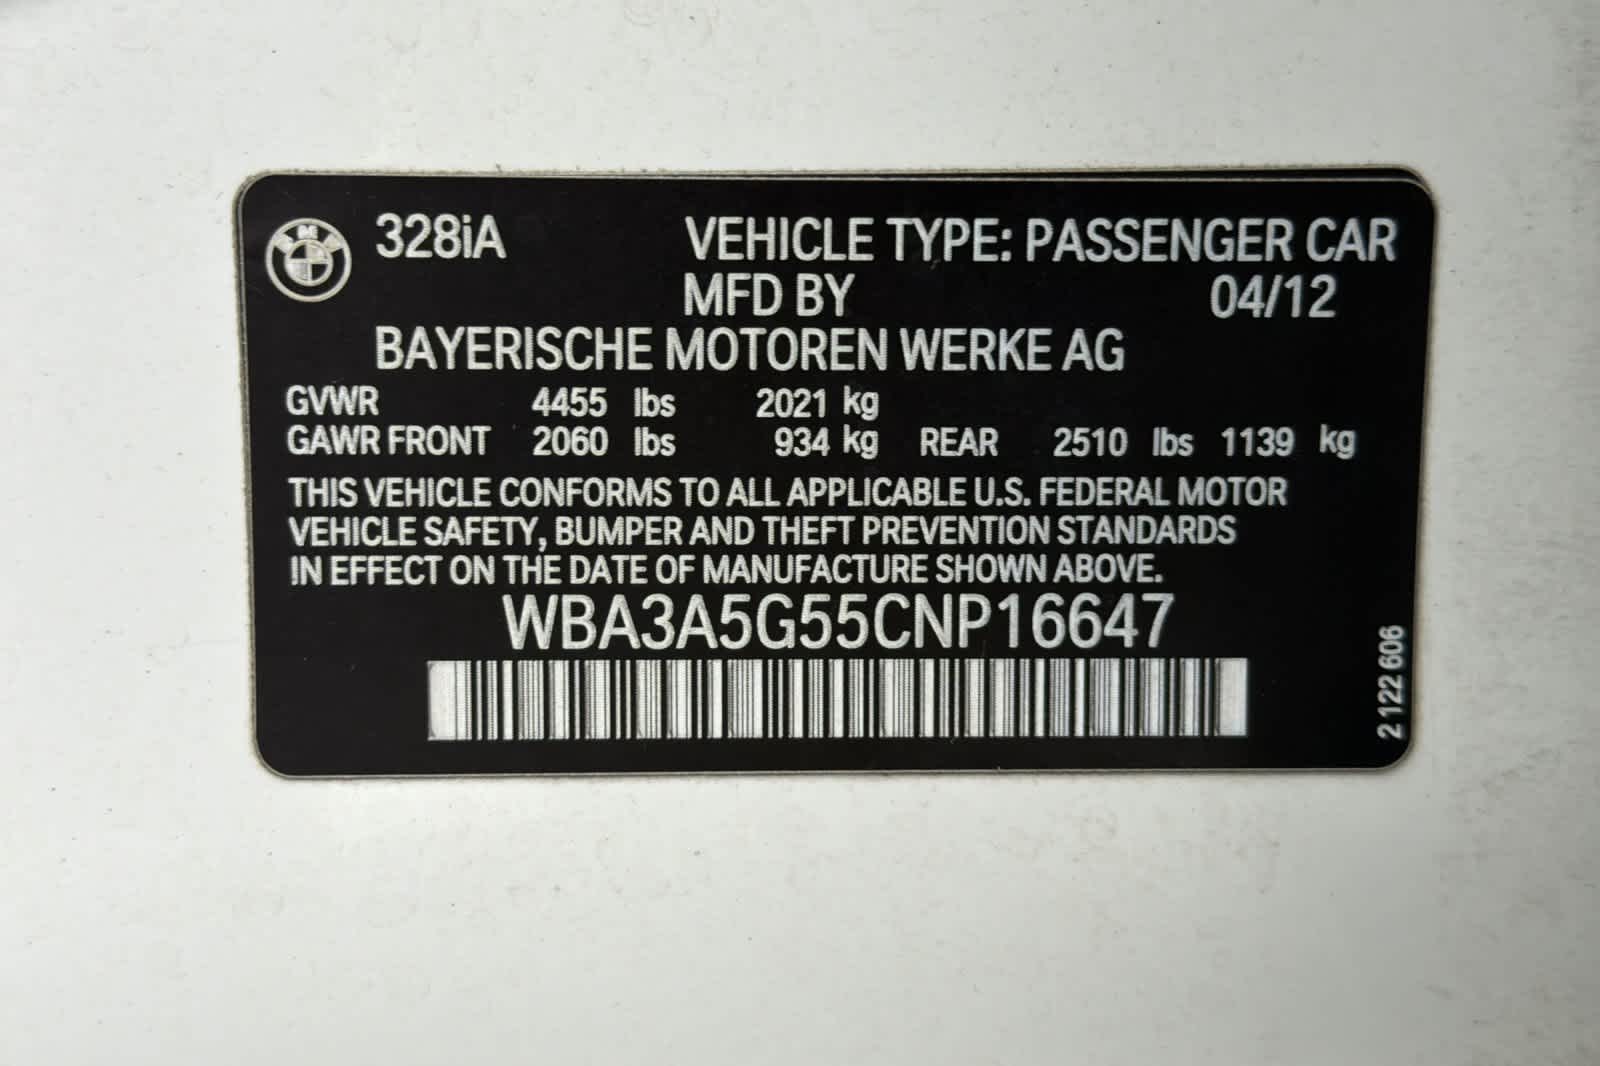 328iA VEHICLE TYPE: PASSENGER CAR
MFD BY 04/12
BAYERISCHE MOTOREN WERKE AG
GVWR 4455 lbs 2021 kg
GAWR FRONT 2060 lbs 934 kg REAR 2510 lbs 1139 kg
THIS VEHICLE CONFORMS TO ALL APPLICABLE U.S. FEDERAL MOTOR
VEHICLE SAFETY, BUMPER AND THEFT PREVENTION STANDARDS
IN EFFECT ON THE DATE OF MANUFACTURE SHOWN ABOVE.
WBA3A5G55CNP16647
2 122 606
BMW